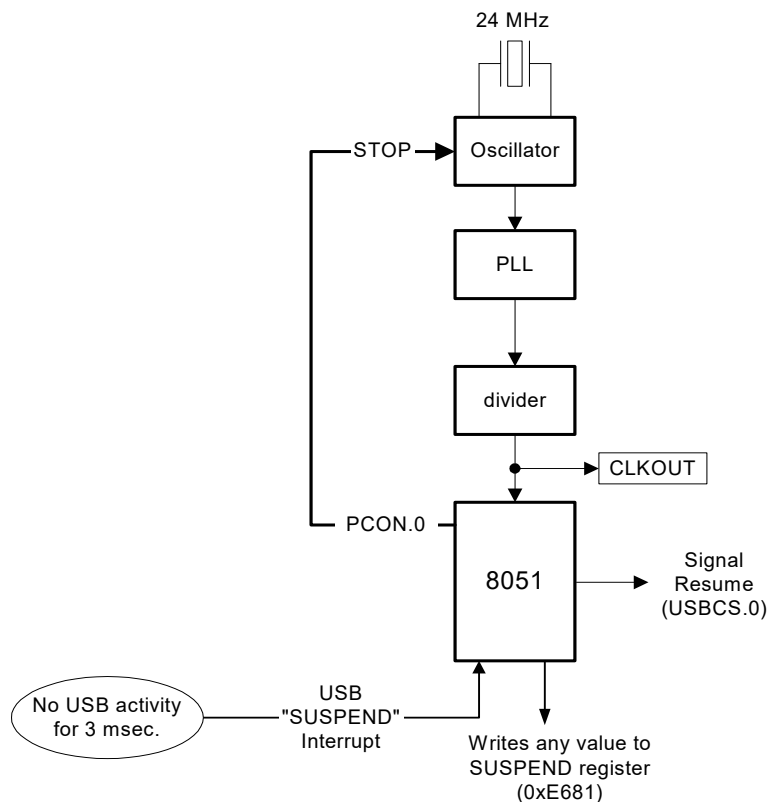 24 MHz
STOP
Oscillator
PLL
divider
CLKOUT
PCON.0
8051
Signal
Resume
(USBCS.0)
No USB activity
for 3 msec.
USB
"SUSPEND"
Interrupt
Writes any value to
SUSPEND register
(0xE681)